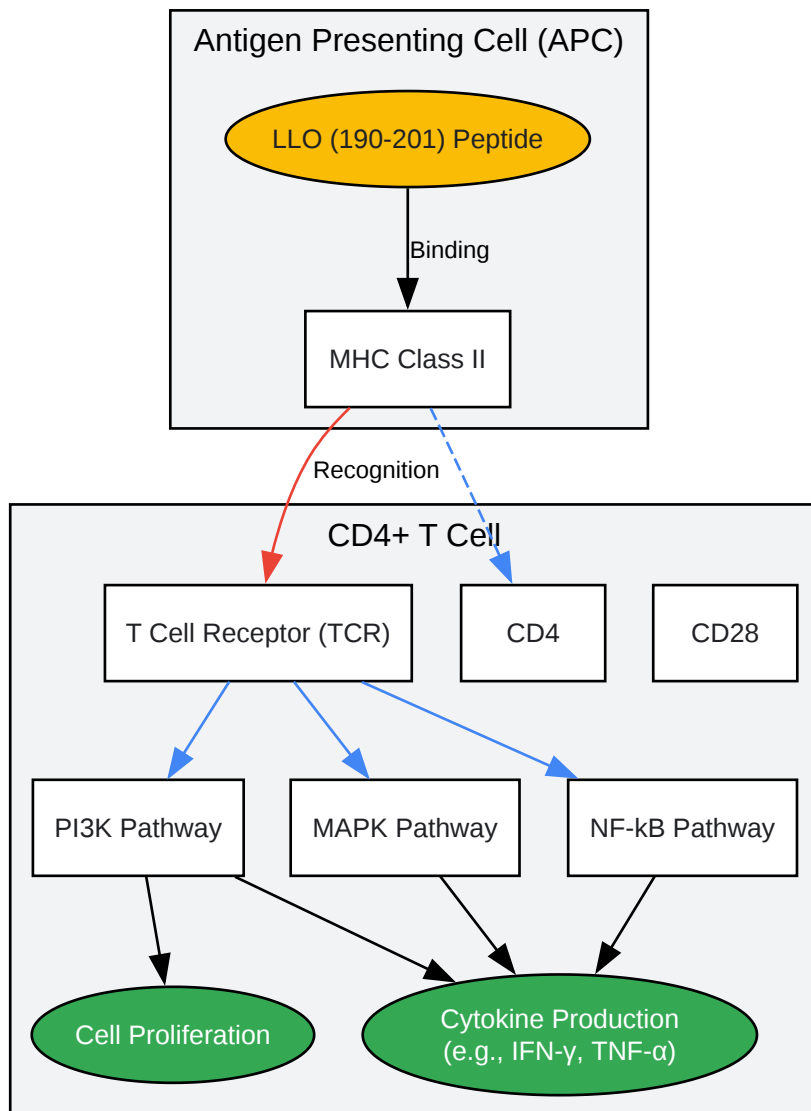 Antigen Presenting Cell (APC)
LLO (190-201) Peptide
Binding
MHC Class II
Recognition
CD4+ T Cell
T Cell Receptor (TCR)
CD4
CD28
PI3K Pathway
MAPK Pathway
NF-kB Pathway
Cell Proliferation
Cytokine Production
(e.g., IFN-γ, TNF-α)